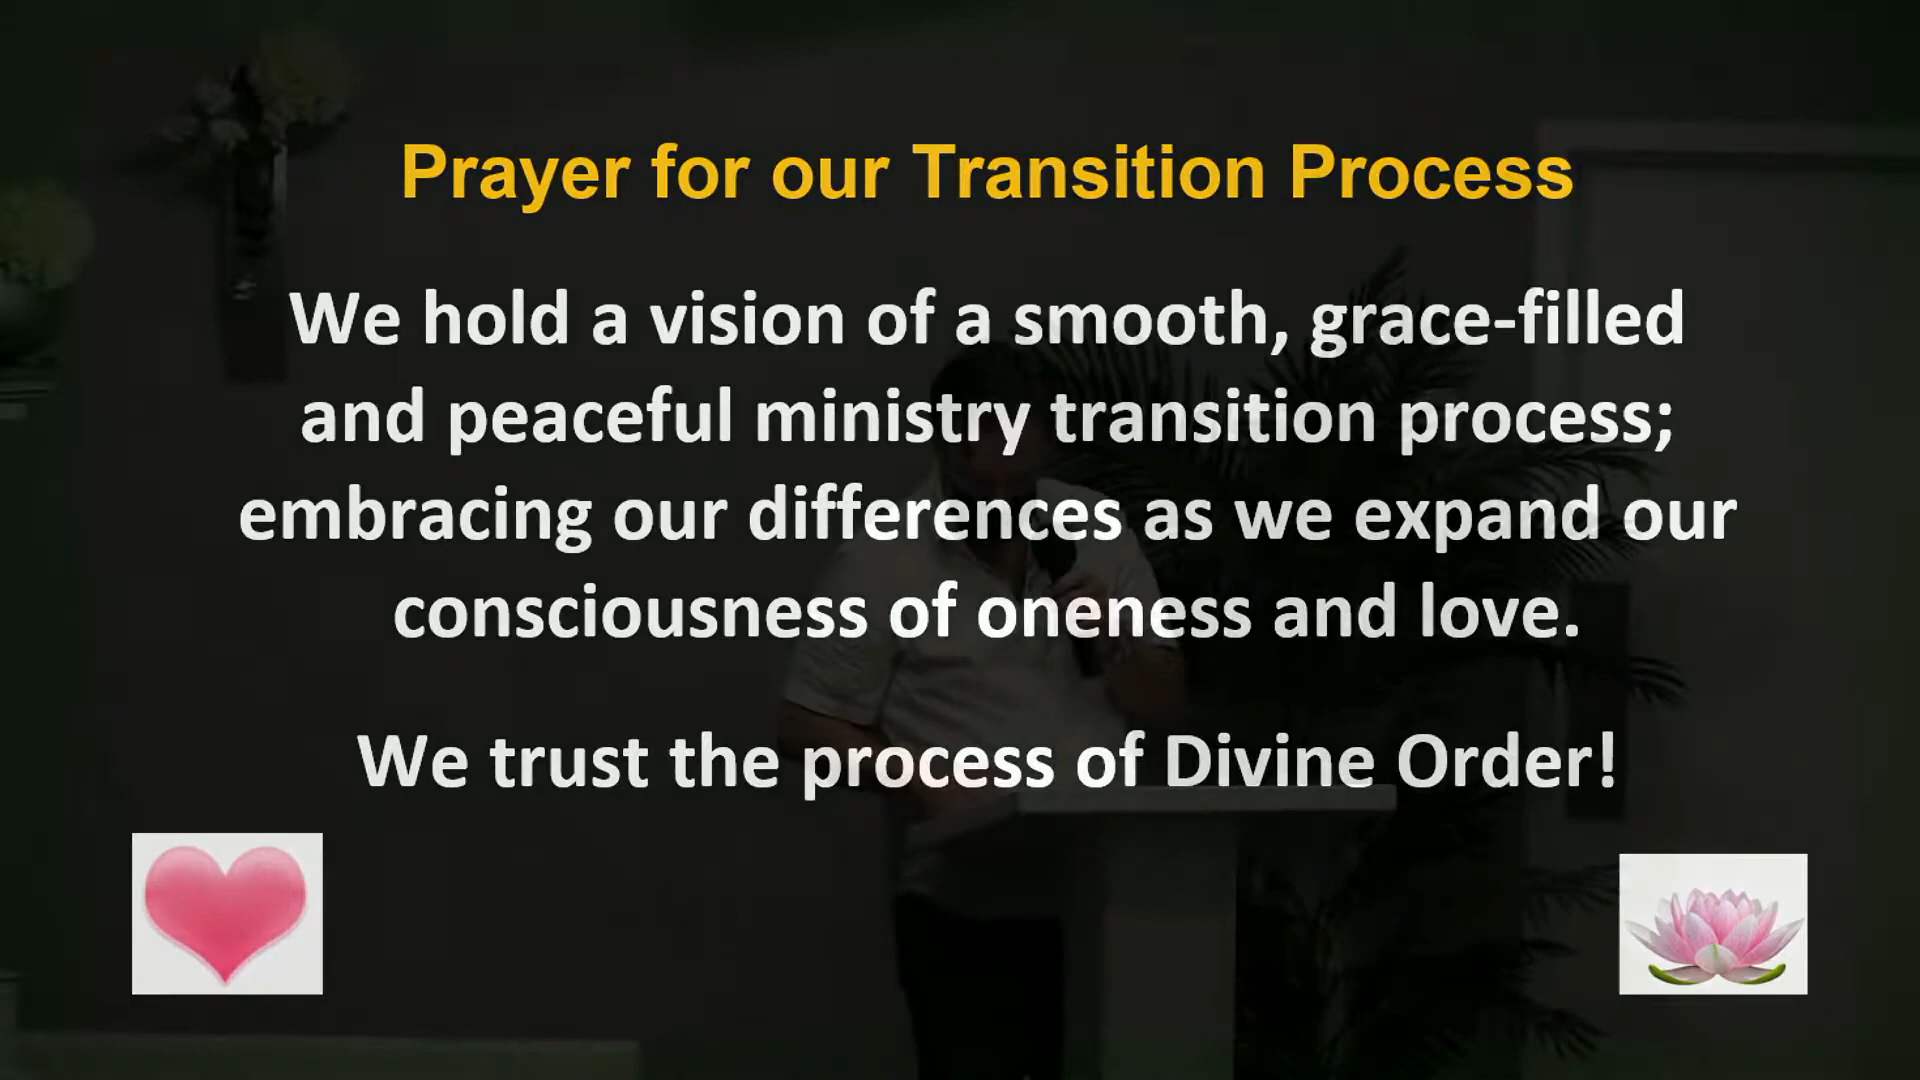 Prayer for our Transition Process
We hold a vision of a smooth, grace-filled
and peaceful ministry transition process;
embracing our differences as we expand our
consciousness of oneness and love.
We trust the process of Divine Order!